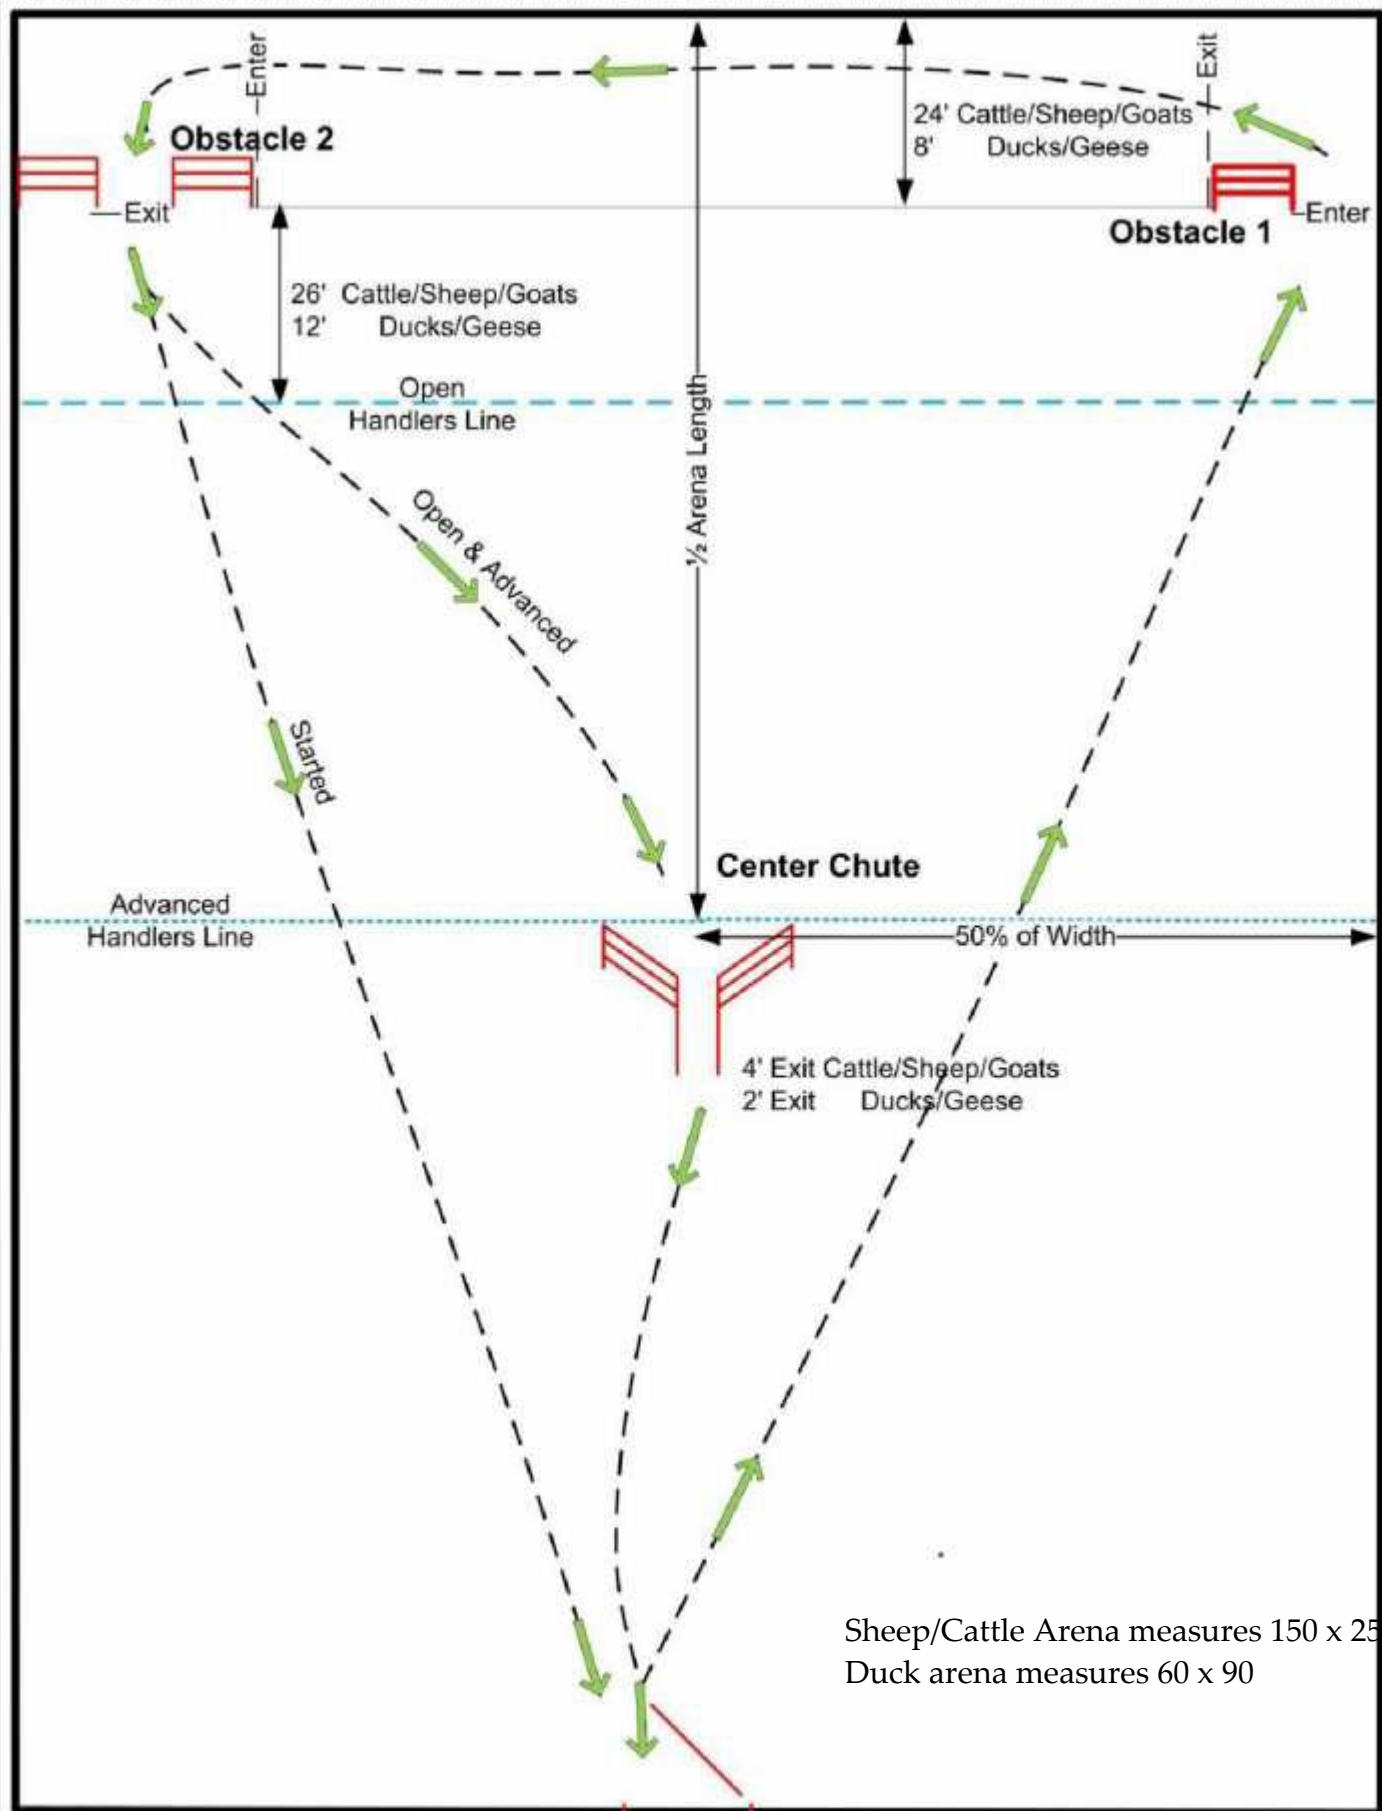 Enter
Exit
24' Cattle/Sheep/Goats
8' Ducks/Geese
Obstacle 2
Exit
Enter
Obstacle 1
26' Cattle/Sheep/Goats
12' Ducks/Geese
Open
Handlers Line
½ Arena Length
Open & Advanced
Started
Center Chute
Advanced
Handlers Line
50% of Width
4' Exit Cattle/Sheep/Goats
2' Exit Ducks/Geese
Sheep/Cattle Arena measures 150 x 25
Duck arena measures 60 x 90